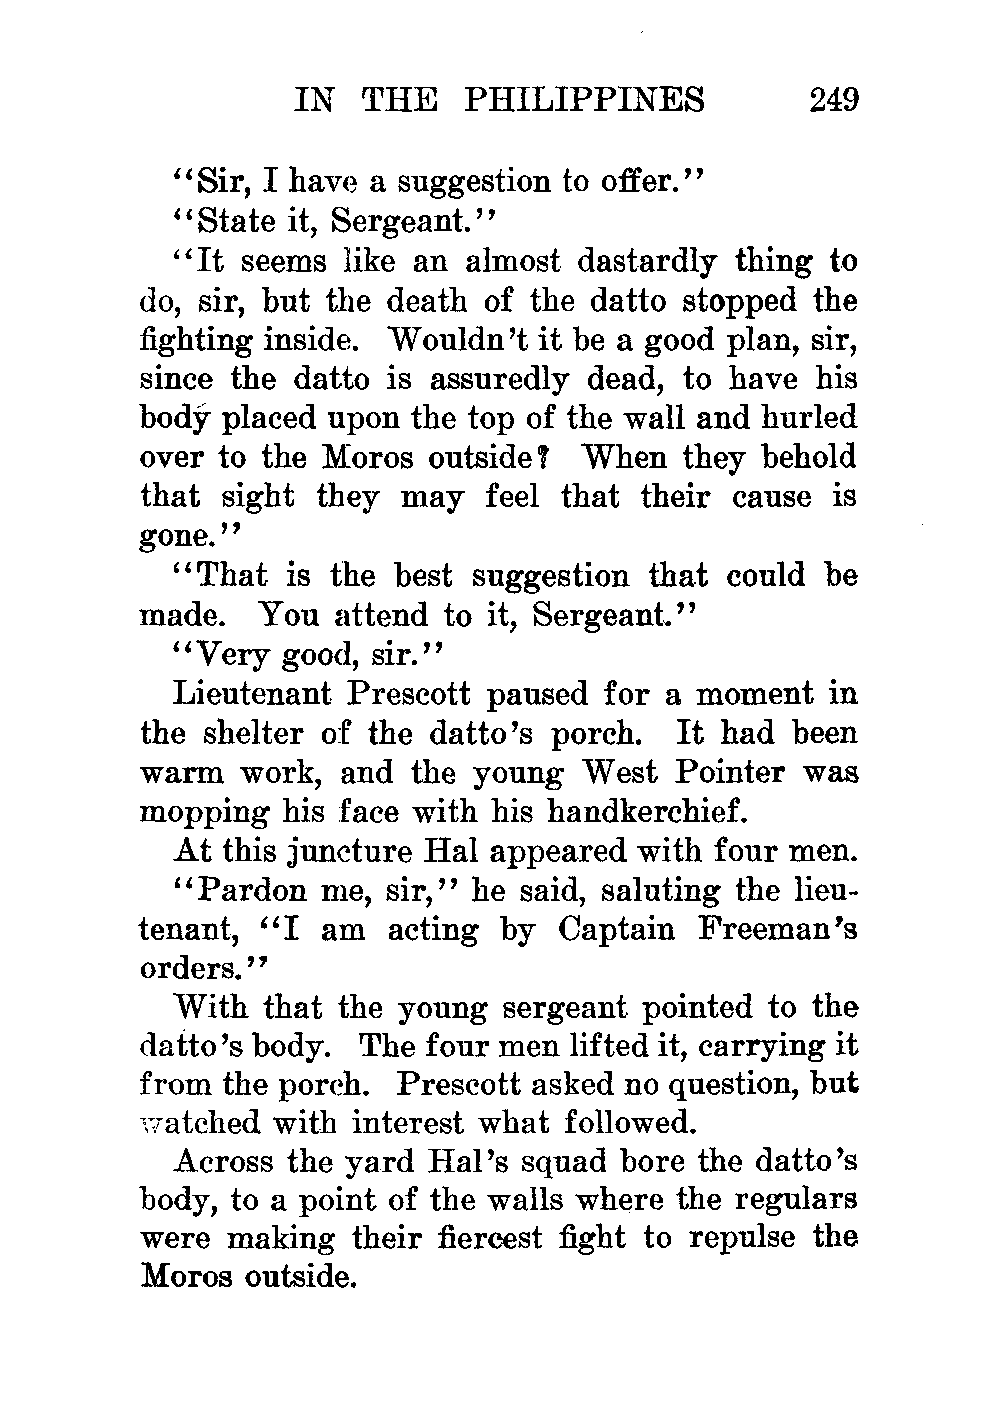 IN THE PHILIPPINES 249
"Sir, I have a suggestion to offer."
"State it, Sergeant."
"It seems like an almost dastardly thing to
do, sir, but the death of the datto stopped the
fighting inside. Wouldn't it be a good plan, sir,
since the datto is assuredly dead, to have his
body placed upon the top of the wall and hurled
over to the Moros outside? When they behold
that sight they may feel that their cause is
gone."
"That is the best suggestion that could be
made. You attend to it, Sergeant."
"Very good, sir."
Lieutenant Prescott paused for a moment in
the shelter of the datto's porch. It had been
warm work, and the young West Pointer was
mopping his face with his handkerchief.
At this juncture Hal appeared with four men.
"Pardon me, sir," he said, saluting the lieu-
tenant, "I am acting by Captain Freeman's
orders."
With that the young sergeant pointed to the
datto's body. The four men lifted it, carrying it
from the porch. Prescott asked no question, but
watched with interest what followed.
Across the yard Hal's squad bore the datto's
body, to a point of the walls where the regulars
were making their fiercest fight to repulse the
Moros outside.